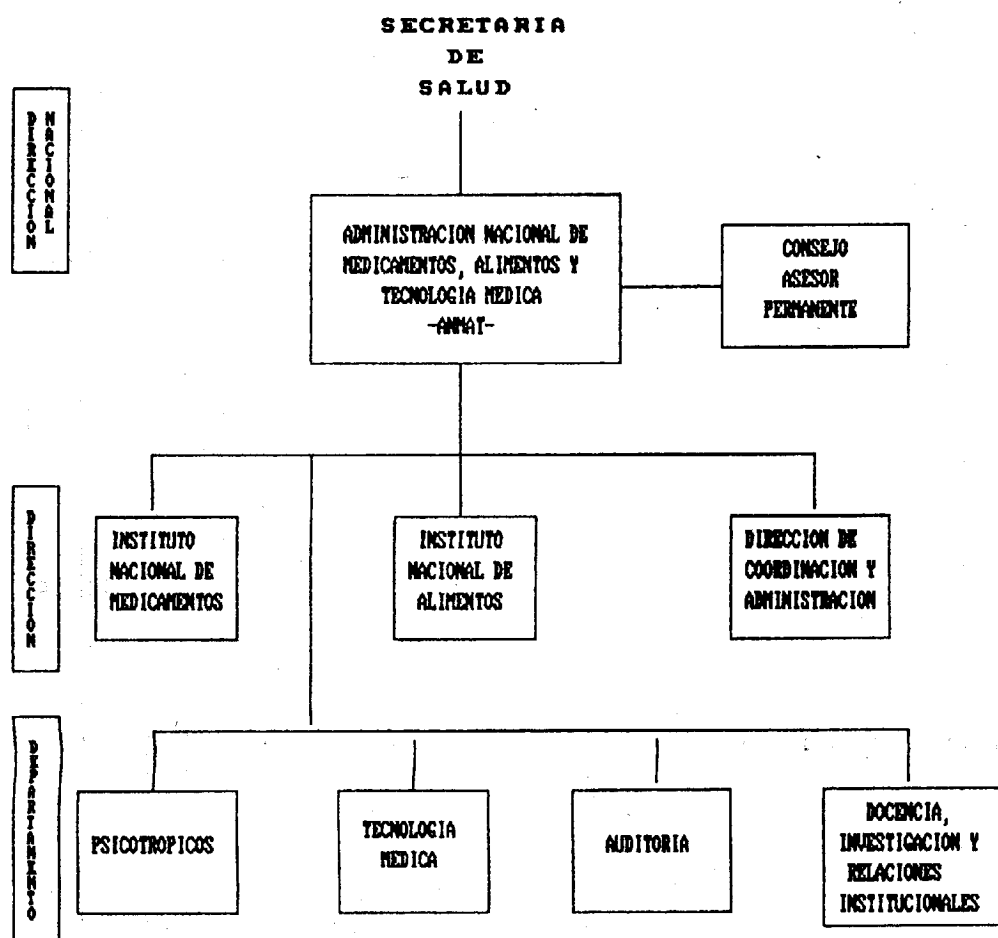 SECRETARIA
DE
SALUD
DIRECCION
NACIONAL
ADMINISTRACION NACIONAL DE
MEDICAMENTOS, ALIMENTOS Y
TECNOLOGIA MEDICA
-ANMAT-
CONSEJO
ASESOR
PERMANENTE
DIRECCION
INSTITUTO
NACIONAL DE
MEDICAMENTOS
INSTITUTO
NACIONAL DE
ALIMENTOS
DIRECCION DE
COORDINACION Y
ADMINISTRACION
DEPARTAMENTO
PSICOTROPICOS
TECNOLOGIA
MEDICA
AUDITORIA
DOCENCIA,
INVESTIGACION Y
RELACIONES
INSTITUCIONALES